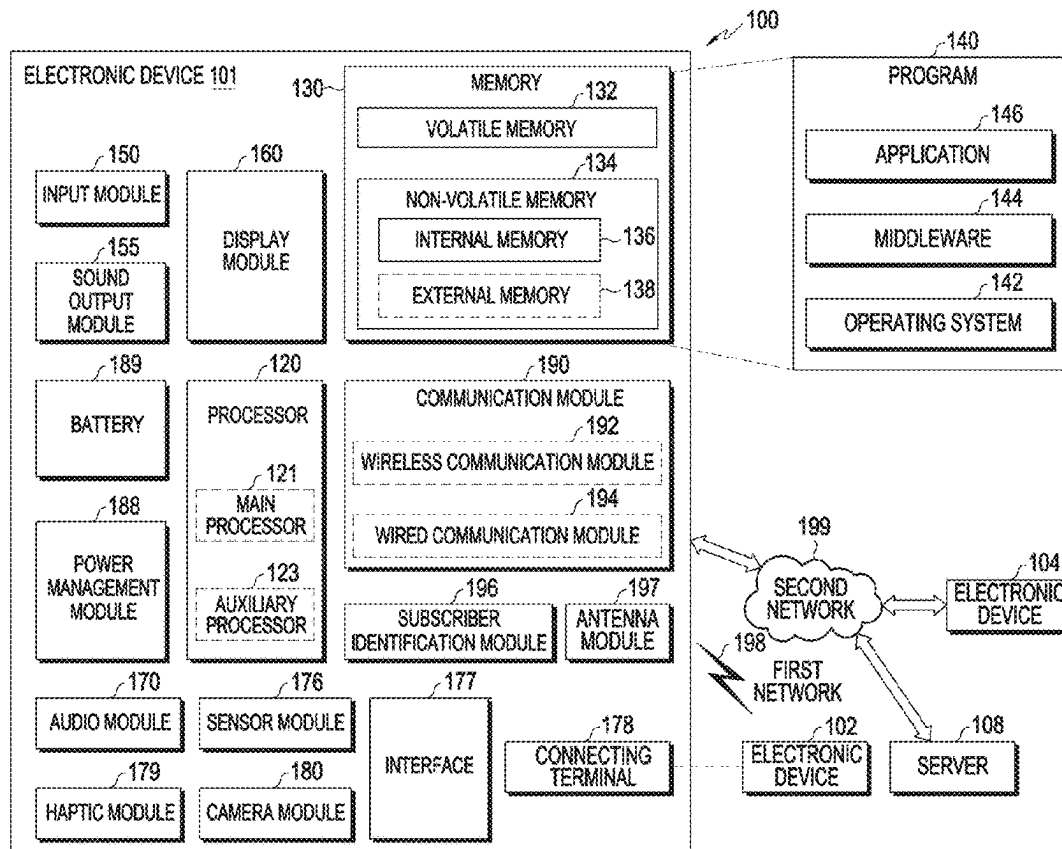 100
ELECTRONIC DEVICE 101
130
MEMORY
132
VOLATILE MEMORY
134
NON-VOLATILE MEMORY
INTERNAL MEMORY
136
EXTERNAL MEMORY
138
140
PROGRAM
146
APPLICATION
144
MIDDLEWARE
142
OPERATING SYSTEM
150
INPUT MODULE
155
SOUND
OUTPUT
MODULE
160
DISPLAY
MODULE
189
BATTERY
188
POWER
MANAGEMENT
MODULE
120
PROCESSOR
121
MAIN
PROCESSOR
123
AUXILIARY
PROCESSOR
190
COMMUNICATION MODULE
192
WIRELESS COMMUNICATION MODULE
194
WIRED COMMUNICATION MODULE
196
SUBSCRIBER
IDENTIFICATION MODULE
197
ANTENNA
MODULE
199
SECOND
NETWORK
104
ELECTRONIC
DEVICE
198
FIRST
NETWORK
170
AUDIO MODULE
176
SENSOR MODULE
177
INTERFACE
178
CONNECTING
TERMINAL
102
ELECTRONIC
DEVICE
108
SERVER
179
HAPTIC MODULE
180
CAMERA MODULE